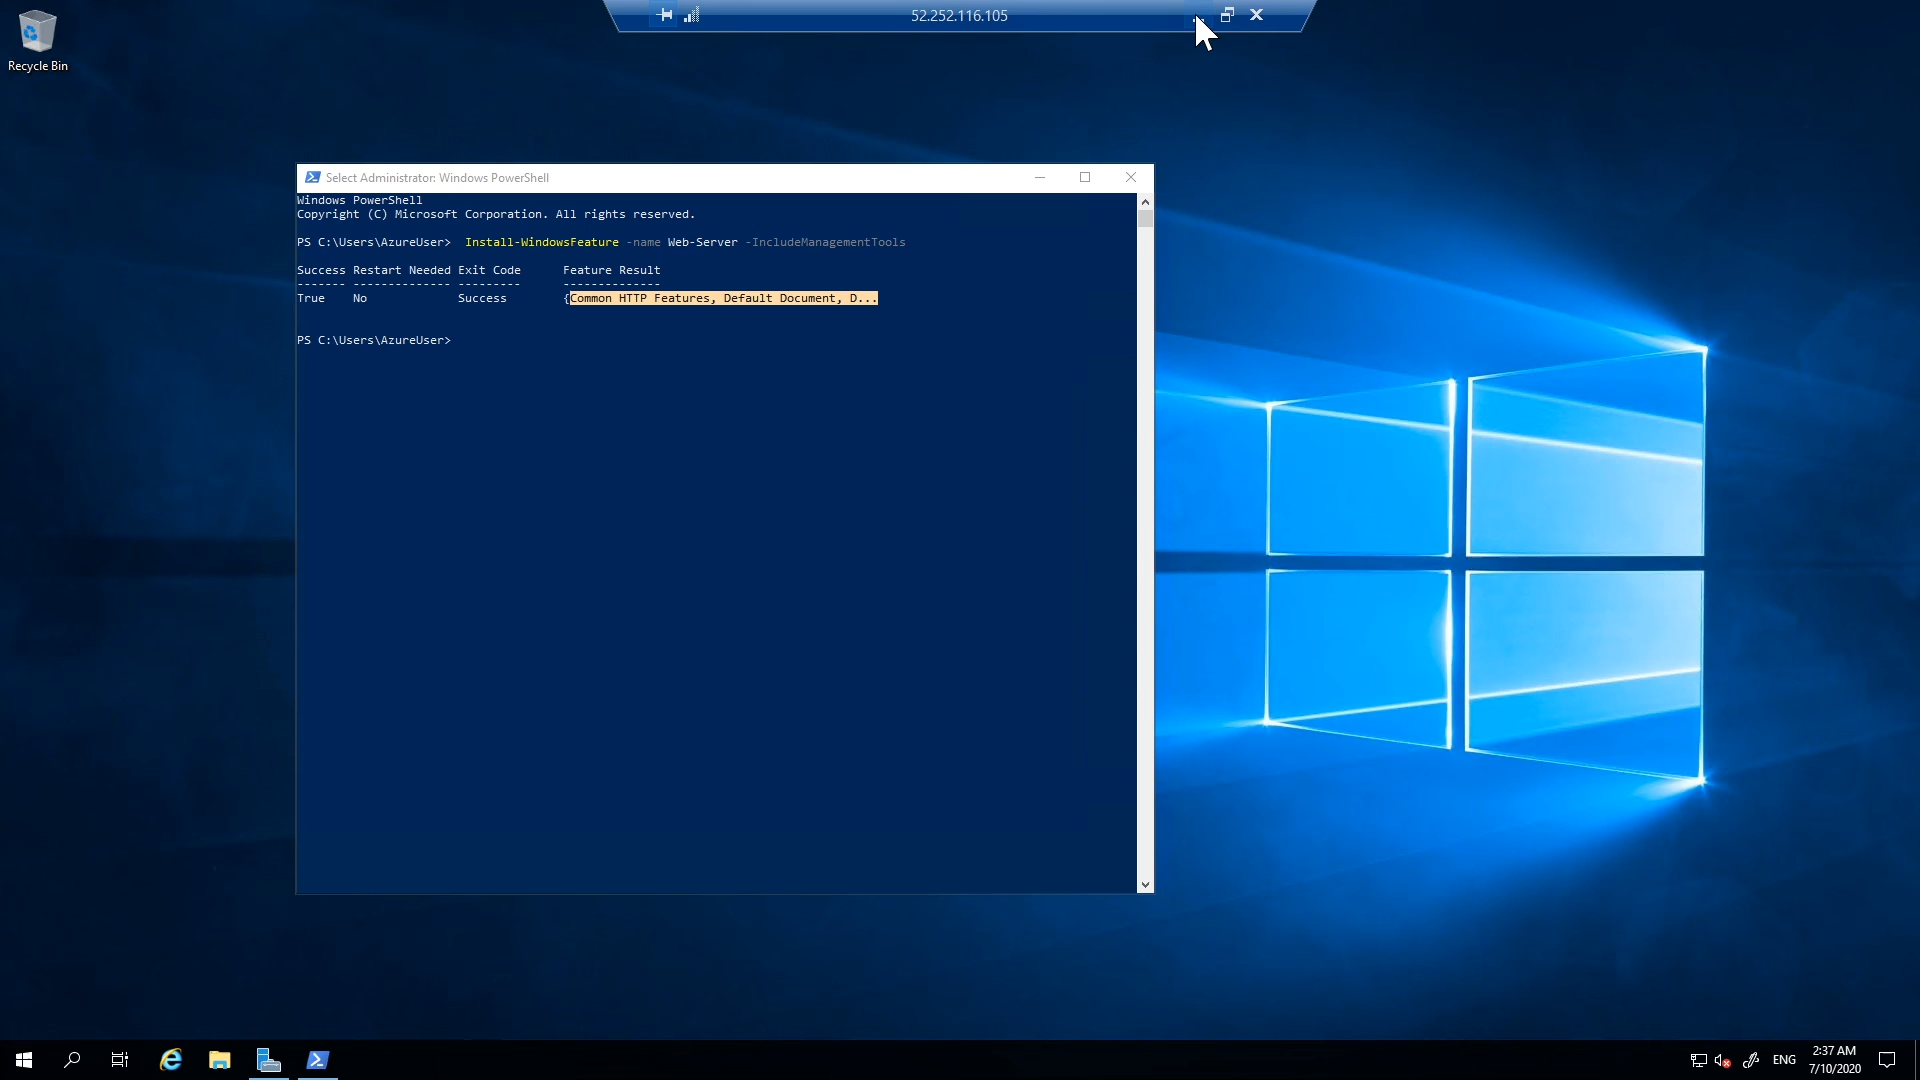 52.252.116.105
Recycle Bin
Select Administrator: Windows PowerShell
Windows PowerShell
Copyright (C) Microsoft Corporation. All rights reserved.
PS C:\Users\AzureUser>  Install-WindowsFeature -name Web-Server -IncludeManagementTools
Success Restart Needed Exit Code      Feature Result
------- -------------- ---------      --------------
True    No             Success        {Common HTTP Features, Default Document, D...
PS C:\Users\AzureUser>
ENG
2:37 AM
7/10/2020